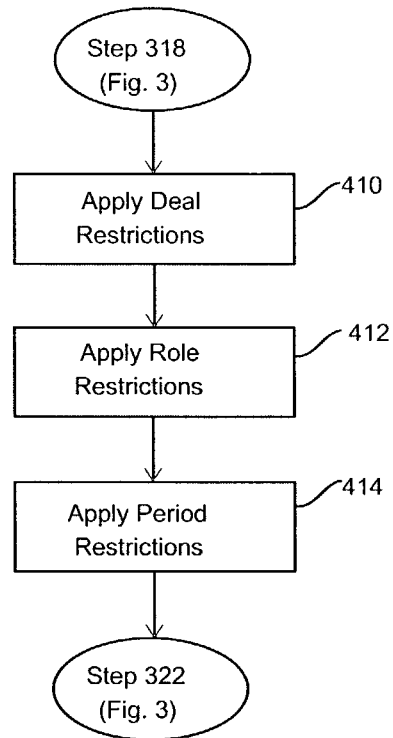 Step 318
(Fig. 3)
Apply Deal
Restrictions
410
Apply Role
Restrictions
412
Apply Period
Restrictions
414
Step 322
(Fig. 3)